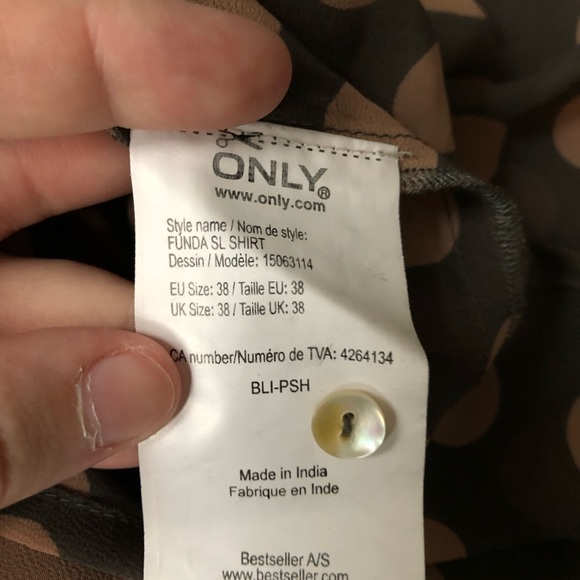 ONLY®
www.only.com
Style name / Nom de style:
FUNDA SL SHIRT
Dessin / Modèle: 15063114
EU Size: 38 / Taille EU: 38
UK Size: 38 / Taille UK: 38
CA number/Numéro de TVA: 4264134
BLI-PSH
Made in India
Fabrique en Inde
Bestseller A/S
www.bestseller.com